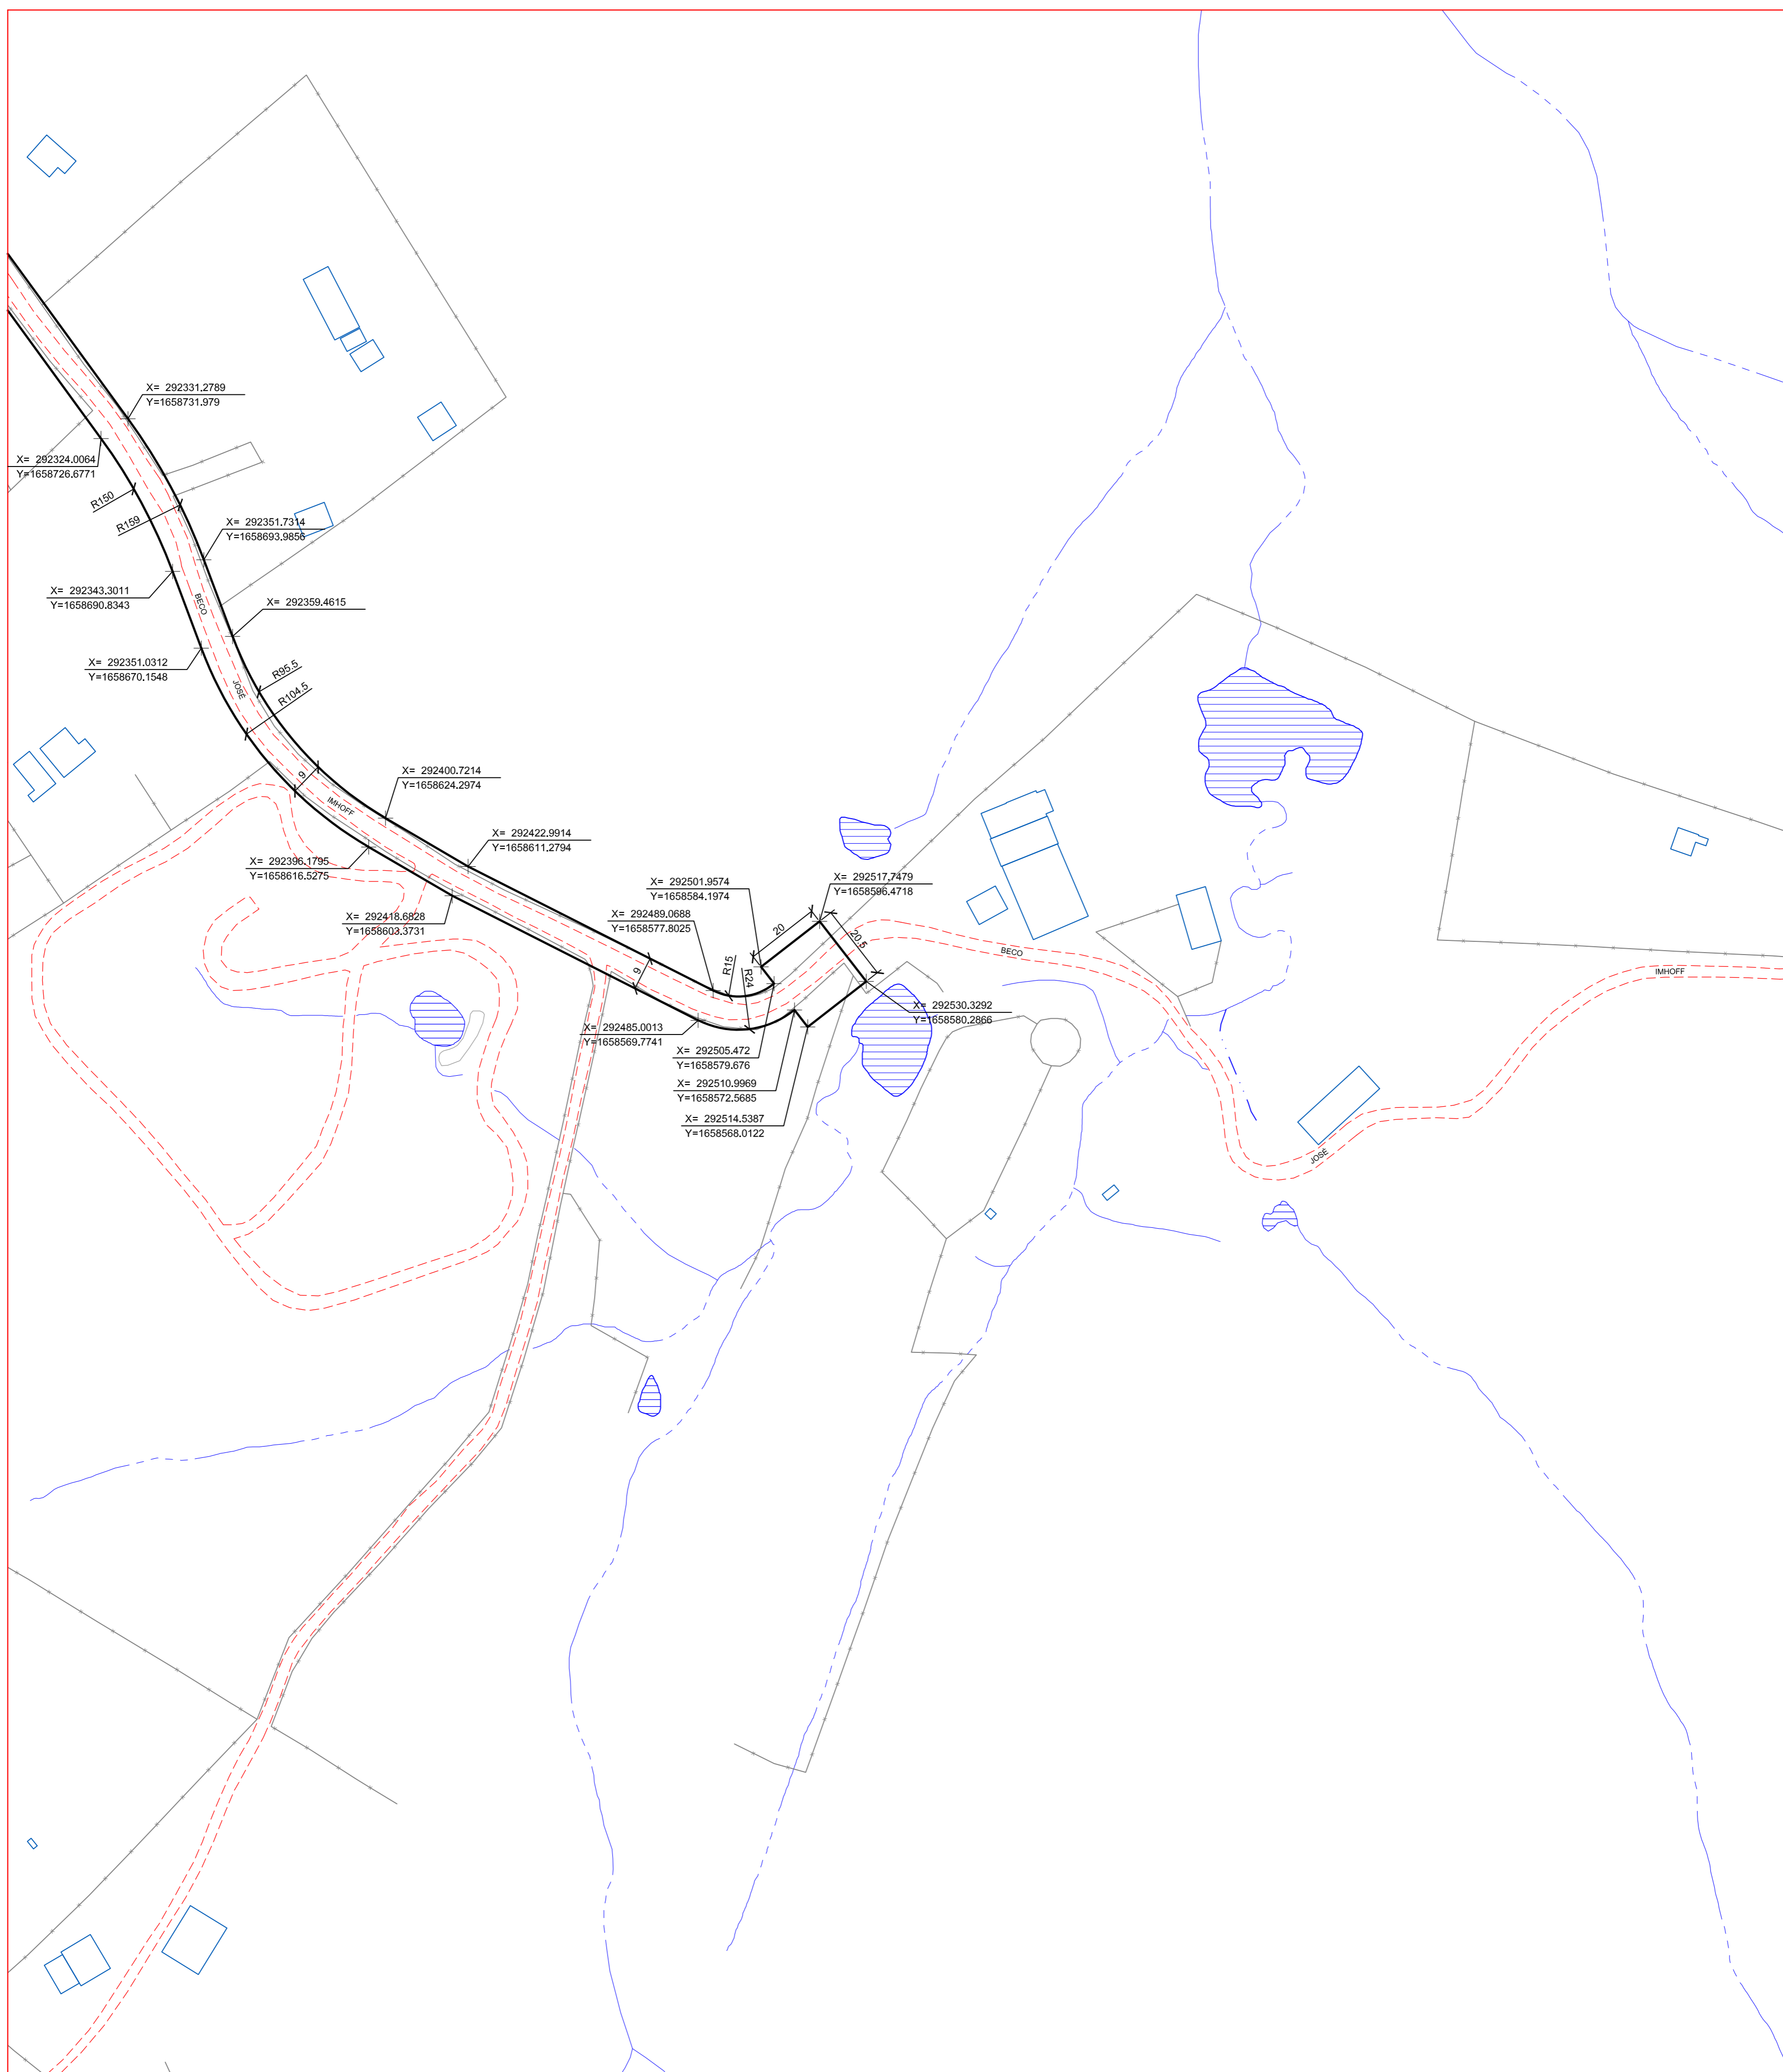 X= 292331.2789
Y=1658731.979
X= 292324.0064
Y=1658726.6771
R150
R159
X= 292351.7314
Y=1658693.9856
X= 292343.3011
Y=1658690.8343
BECO
X= 292359.4615
X= 292351.0312
Y=1658670.1548
JOSÉ
R95.5
R104.5
9
IMHOFF
X= 292400.7214
Y=1658624.2974
X= 292422.9914
Y=1658611.2794
X= 292396.1795
Y=1658616.5275
X= 292418.6828
Y=1658603.3731
X= 292501.9574
Y=1658584.1974
X= 292517.7479
Y=1658596.4718
X= 292489.0688
Y=1658577.8025
20
20.5
9
R15
R24
BECO
IMHOFF
X= 292530.3292
Y=1658580.2866
X= 292485.0013
Y=1658569.7741
X= 292505.472
Y=1658579.676
X= 292510.9969
Y=1658572.5685
X= 292514.5387
Y=1658568.0122
JOSÉ